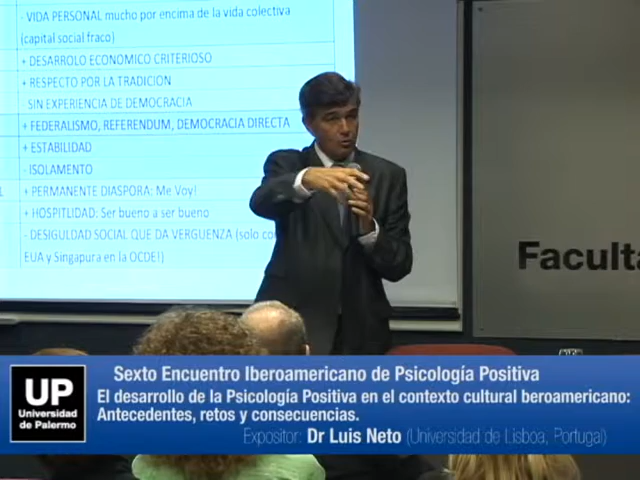 - VIDA PERSONAL mucho por encima de la vida colectiva
(capital social fraco)
+ DESARROLO ECONOMICO CRITERIOSO
+ RESPECTO POR LA TRADICION
- SIN EXPERIENCIA DE DEMOCRACIA
+ FEDERALISMO, REFERENDUM, DEMOCRACIA DIRECTA
+ ESTABILIDAD
- ISOLAMENTO
+ PERMANENTE DIASPORA: Me Voy!
+ HOSPITLIDAD: Ser bueno a ser bueno
- DESIGULDAD SOCIAL QUE DA VERGUENZA (solo
EUA y Singapura en la OCDE!)
Faculta
UP
Universidad
de Palermo
Sexto Encuentro Iberoamericano de Psicología Positiva
El desarrollo de la Psicología Positiva en el contexto cultural beroamericano:
Antecedentes, retos y consecuencias.
Expositor: Dr Luis Neto (Universidad de Lisboa, Portugal)